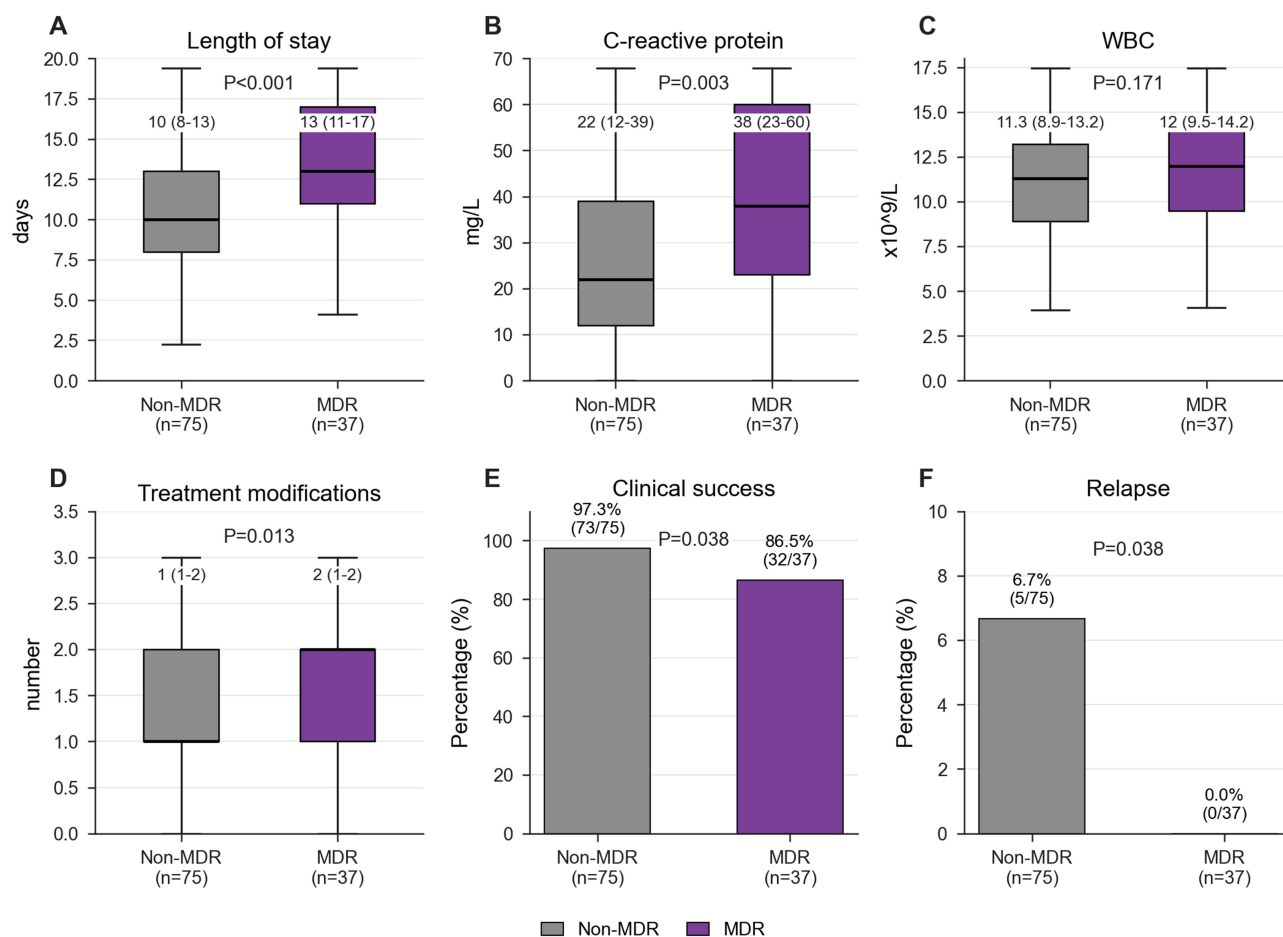 A
Length of stay
20.0
17.5
15.0
12.5
10.0
7.5
5.0
2.5
0.0
days
P<0.001
10 (8-13)
13 (11-17)
Non-MDR
(n=75)
MDR
(n=37)
B
C-reactive protein
70
60
50
40
30
20
10
0
mg/L
P=0.003
22 (12-39)
38 (23-60)
Non-MDR
(n=75)
MDR
(n=37)
C
WBC
17.5
15.0
12.5
10.0
7.5
5.0
2.5
0.0
x10^9/L
P=0.171
11.3 (8.9-13.2)
12 (9.5-14.2)
Non-MDR
(n=75)
MDR
(n=37)
D
Treatment modifications
3.5
3.0
2.5
2.0
1.5
1.0
0.5
0.0
number
P=0.013
1 (1-2)
2 (1-2)
Non-MDR
(n=75)
MDR
(n=37)
E
Clinical success
100
80
60
40
20
0
Percentage (%)
97.3%
(73/75)
P=0.038
86.5%
(32/37)
Non-MDR
(n=75)
MDR
(n=37)
F
Relapse
10
8
6
4
2
0
Percentage (%)
P=0.038
6.7%
(5/75)
0.0%
(0/37)
Non-MDR
(n=75)
MDR
(n=37)
Non-MDR
MDR